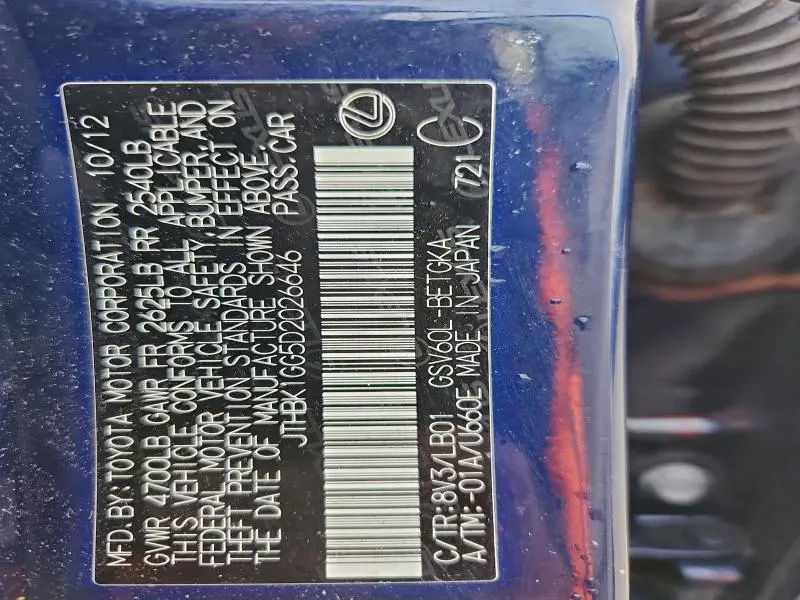 MFD. BY: TOYOTA MOTOR CORPORATION 10/12
GVWR 4700LB GAWR FR 2625LB RR 2540LB
THIS VEHICLE CONFORMS TO ALL APPLICABLE
FEDERAL MOTOR VEHICLE SAFETY, BUMPER, AND
THEFT PREVENTION STANDARDS IN EFFECT ON
THE DATE OF MANUFACTURE SHOWN ABOVE.
JTHBK1GG5D2026646 PASS. CAR
C/TR:8V3/LB01 GSV60L-BETGKA
A/TM:-01A/U660E MADE IN JAPAN 721 C